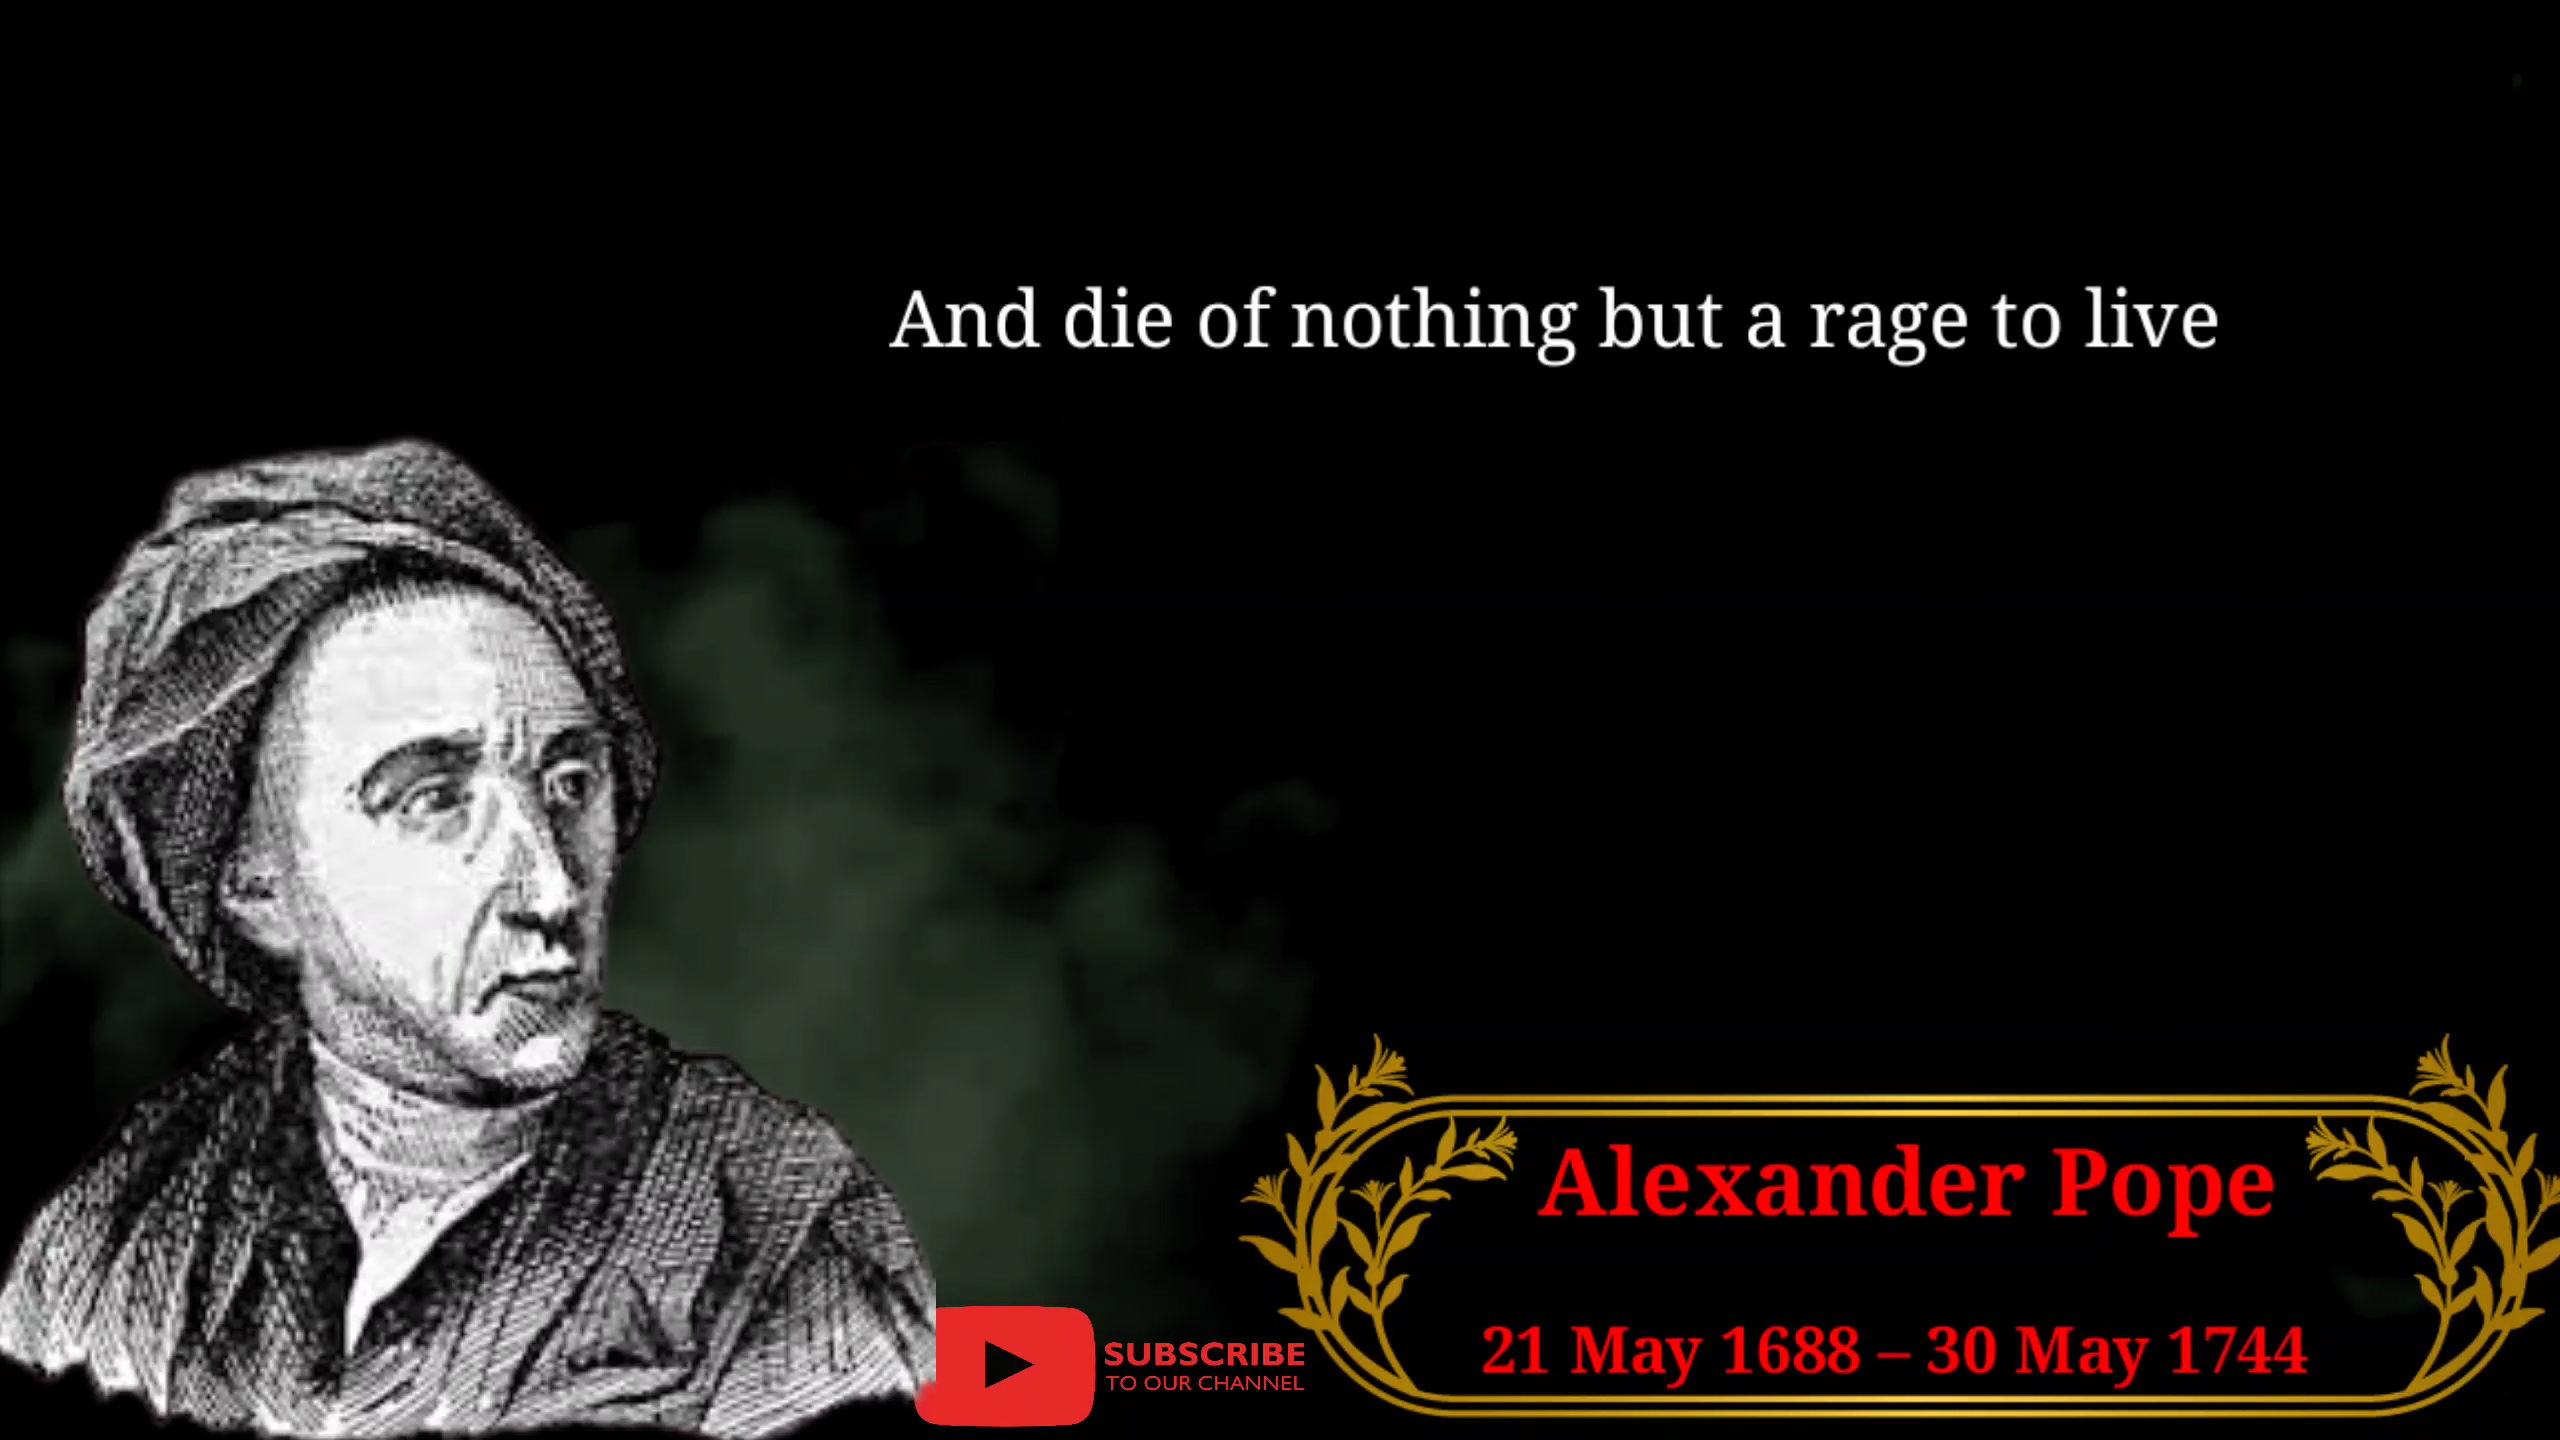 And die of nothing but a rage to live
Alexander Pope
21 May 1688 – 30 May 1744
SUBSCRIBE
TO OUR CHANNEL